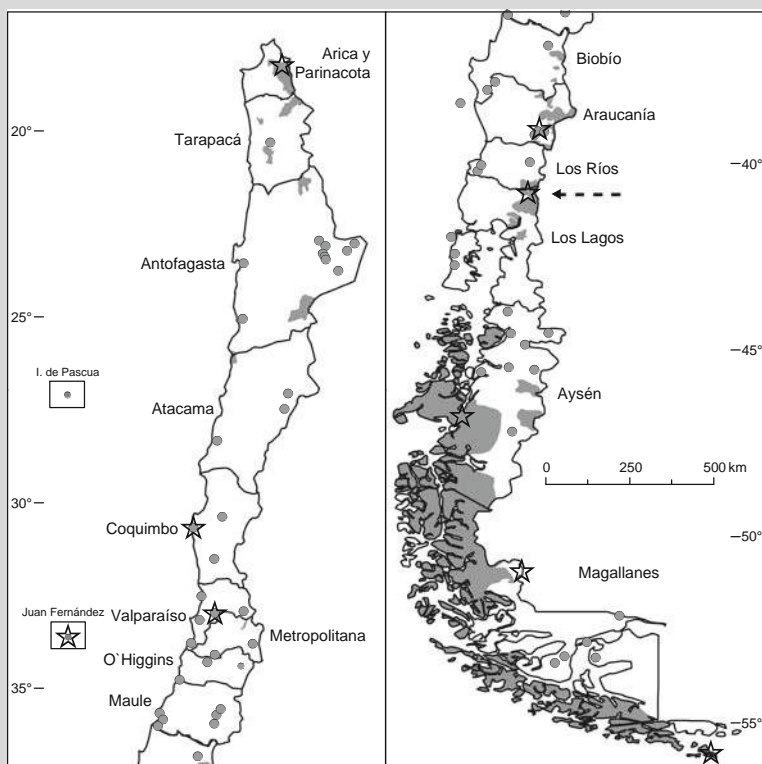 Arica y
Parinacota
20°
Tarapacá
Antofagasta
25°
I. de Pascua
Atacama
30°
Coquimbo
Juan Fernández
Valparaíso
Metropolitana
O`Higgins
35°
Maule
Biobío
Araucanía
40°
Los Ríos
Los Lagos
45°
Aysén
0 250 500 km
50°
Magallanes
55°